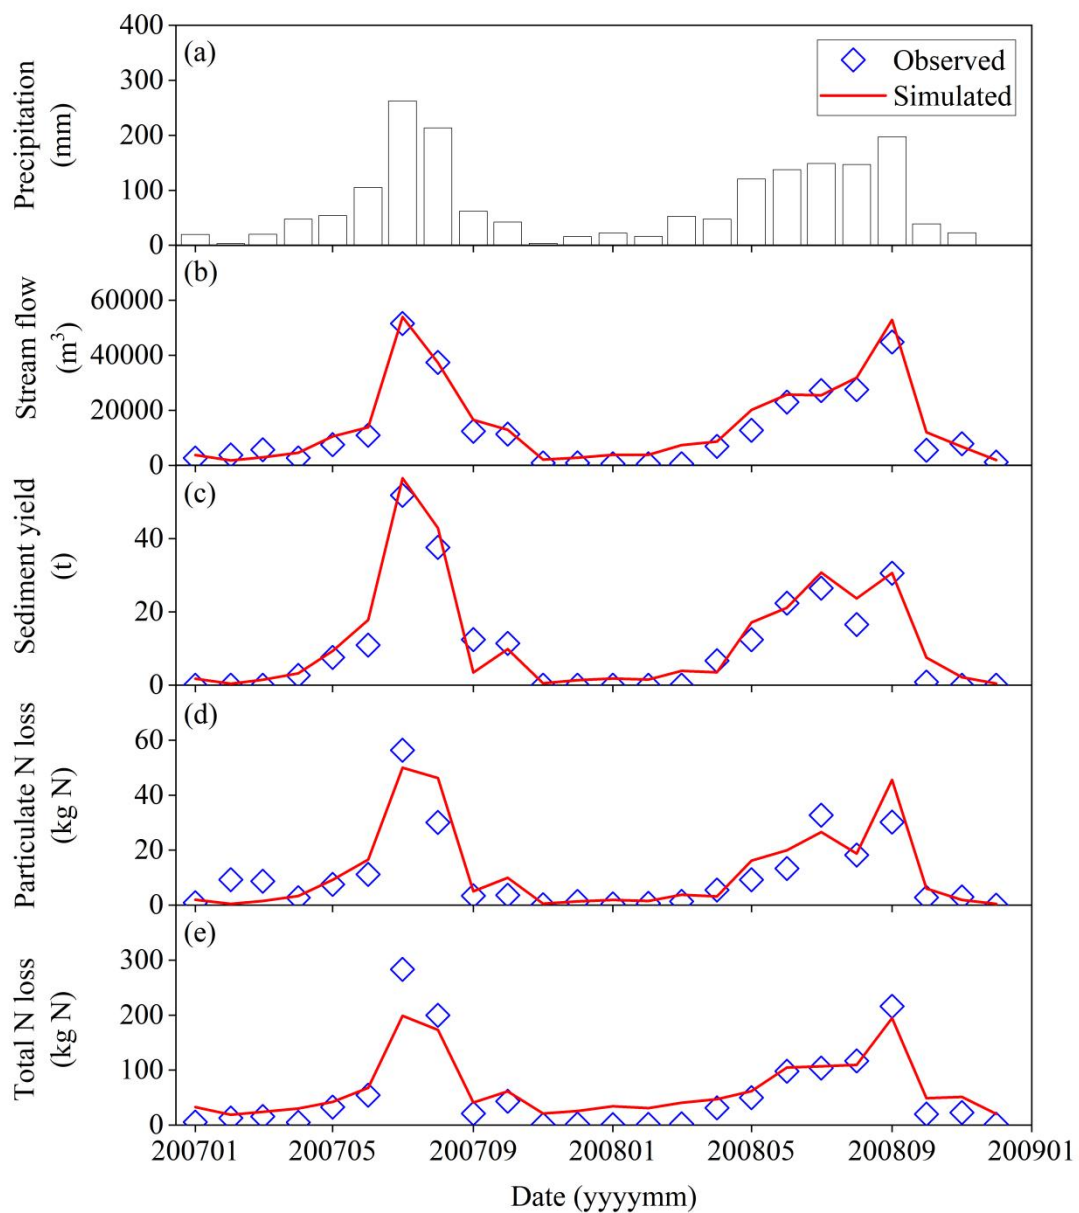 400
(a)
Observed
Simulated
300
200
100
0
Precipitation
(mm)
(b)
60000
40000
20000
0
Stream flow
(m³)
(c)
40
20
0
Sediment yield
(t)
(d)
60
40
20
0
Particulate N loss
(kg N)
(e)
300
200
100
0
Total N loss
(kg N)
200701 200705 200709 200801 200805 200809 200901
Date (yyyymm)